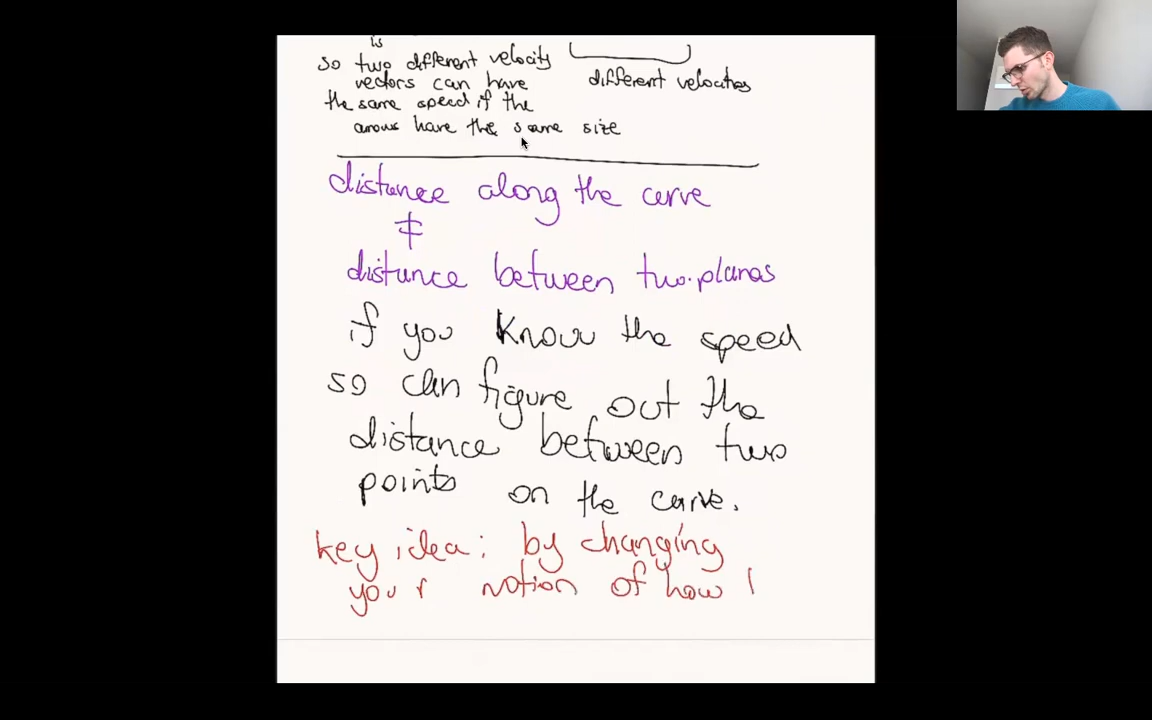 is
so two different velocity
vectors can have
the same speed if the
arrows have the same size
different velocities
distance along the curve
≠
distance between two planes
if you know the speed
so can figure out the
distance between two
points on the curve.
key idea: by changing
your notion of how l